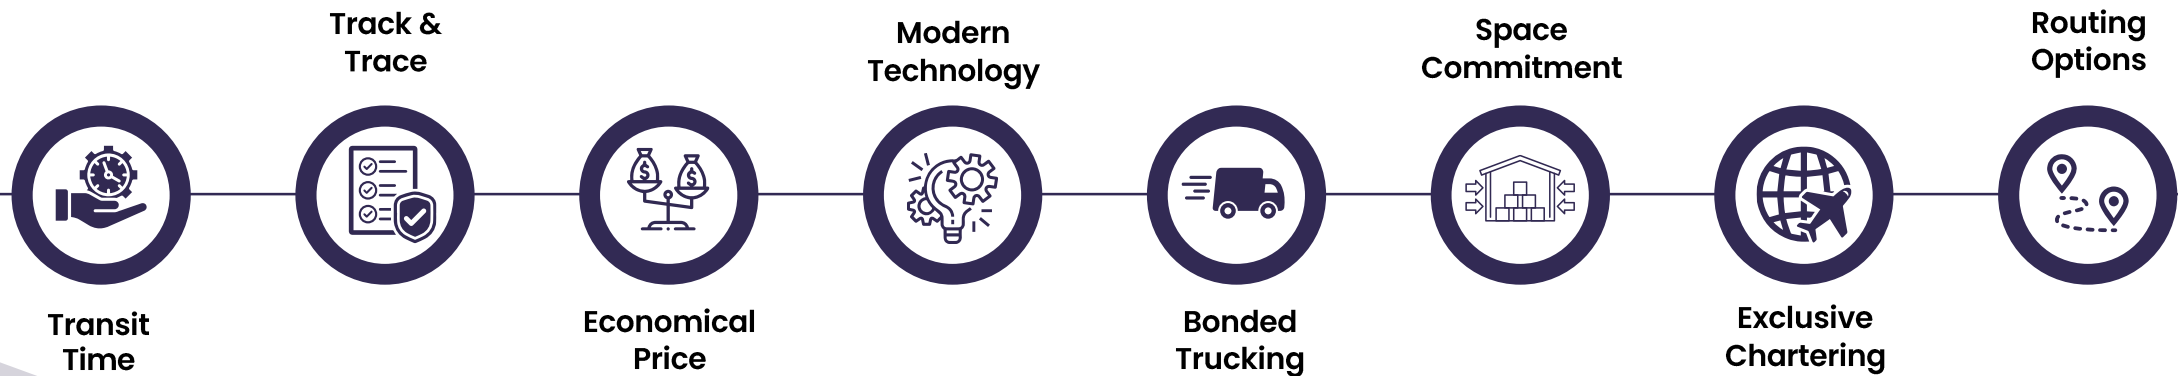 Transit
Time
Track &
Trace
Economical
Price
Modern
Technology
Bonded
Trucking
Space
Commitment
Exclusive
Chartering
Routing
Options